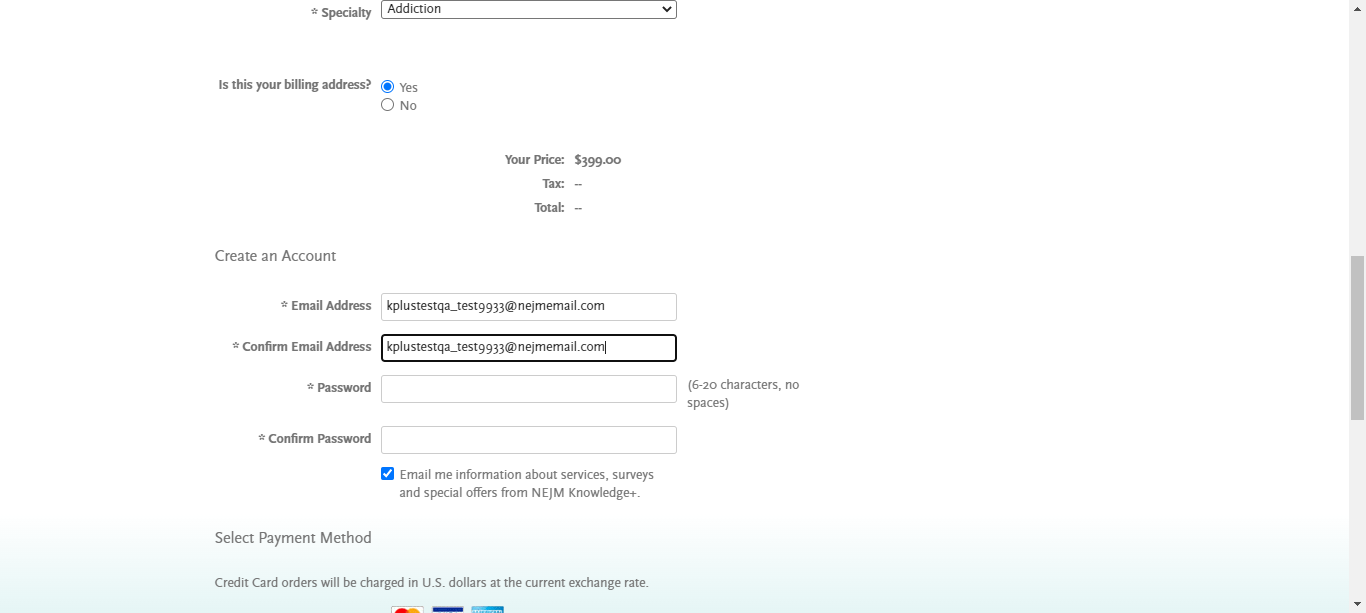 * Specialty Addiction
Is this your billing address? Yes
No
Your Price: $399.00
Tax: --
Total: --
Create an Account
* Email Address kplustestqa_test9933@nejmemail.com
* Confirm Email Address kplustestqa_test9933@nejmemail.com
* Password (6-20 characters, no
spaces)
* Confirm Password
Email me information about services, surveys
and special offers from NEJM Knowledge+.
Select Payment Method
Credit Card orders will be charged in U.S. dollars at the current exchange rate.